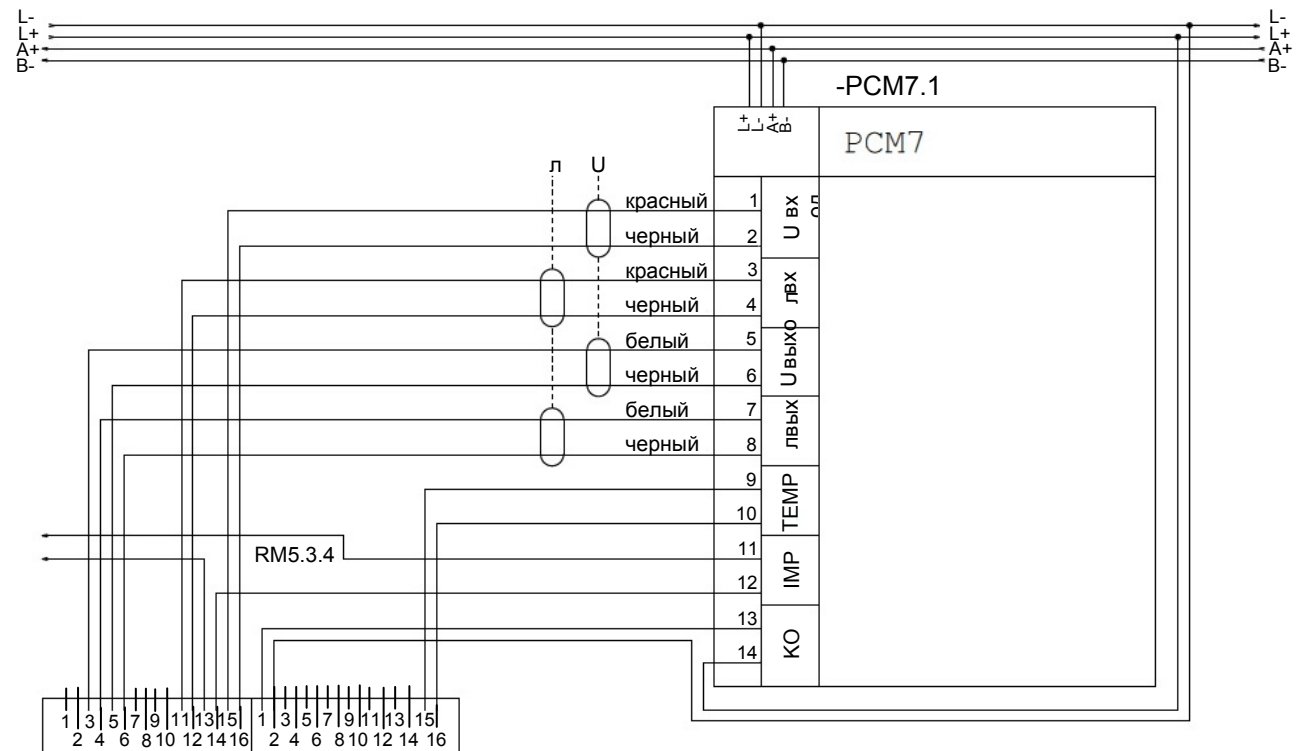 L-
L+
A+
B-
L-
L+
A+
B-
-PCM7.1
L+
L-
A+
B-
PCM7
л U
красный 1
черный 2
U вх
од
красный 3
черный 4
лвх
белый 5
черный 6
U выхо
белый 7
черный 8
лвых
9
10
TEMP
11
12
IMP
13
14
KO
RM5.3.4
1 3 5 7 9 11 13 15 1 3 5 7 9 11 13 15
2 4 6 8 10 12 14 16 2 4 6 8 10 12 14 16